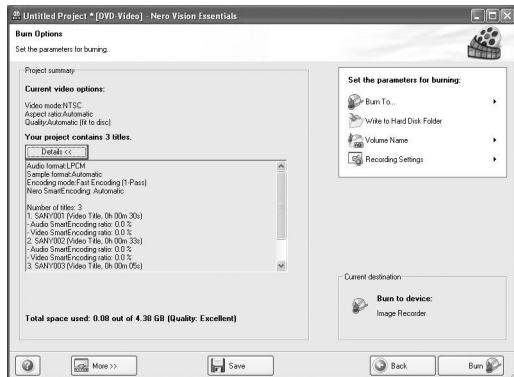 Untitled Project *[DVD-Video] - Nero Vision Essentials
Burn Options
Set the parameters for burning.
Project summary
Current video options:
Video mode:NTSC
Aspect ratio:Automatic
Quality:Automatic (fit to disc)
Your project contains 3 titles.
Details <<
Audio format:LPCM
Sample format:Automatic
Encoding mode:Fast Encoding (1-Pass)
Nero SmartEncoding: Automatic
Number of titles: 3
1. SANY001 (Video Title, 0h 00m 30s)
- Audio SmartEncoding ratio: 0.0 %
- Video SmartEncoding ratio: 0.0 %
2. SANY002 (Video Title, 0h 00m 33s)
- Audio SmartEncoding ratio: 0.0 %
- Video SmartEncoding ratio: 0.0 %
3. SANY003 (Video Title, 0h 00m 05s)
Total space used: 0.08 out of 4.38 GB (Quality: Excellent)
Set the parameters for burning:
Burn To...
Write to Hard Disk Folder
Volume Name
Recording Settings
Current destination
Burn to device:
Image Recorder
More >>
Save
Back
Burn